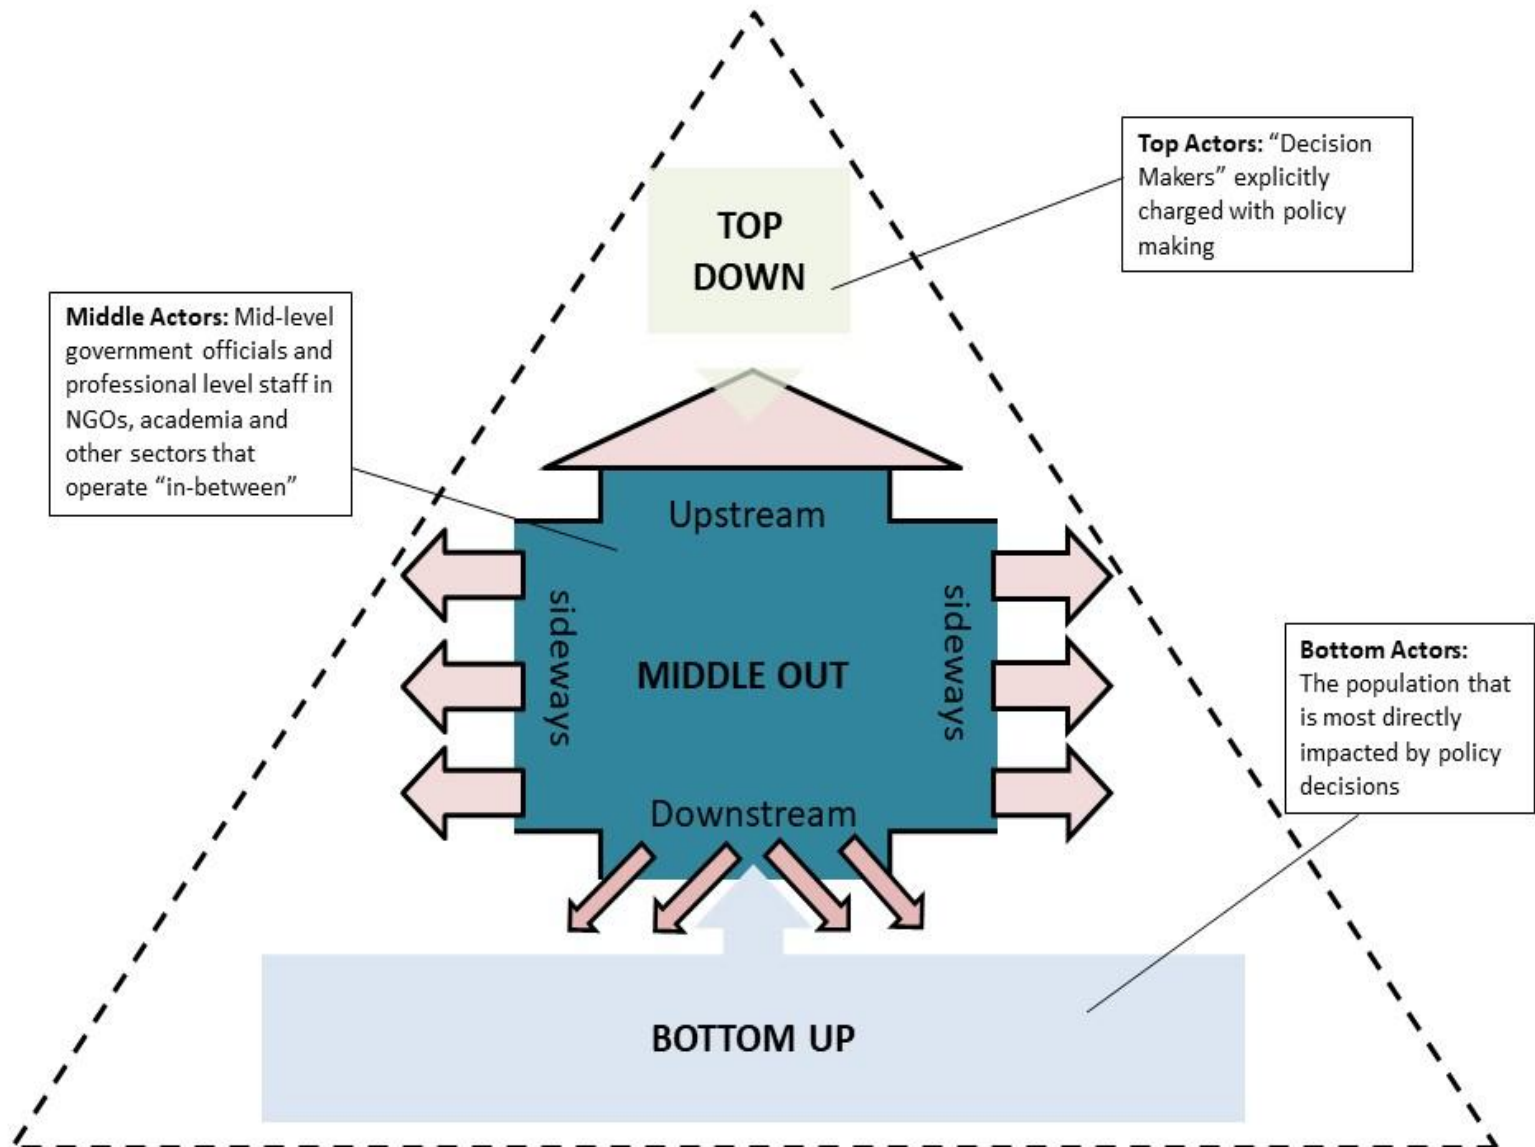 TOP
DOWN
Top Actors: “Decision
Makers” explicitly
charged with policy
making
Middle Actors: Mid-level
government officials and
professional level staff in
NGOs, academia and
other sectors that
operate “in-between”
Upstream
sideways
MIDDLE OUT
sideways
Downstream
Bottom Actors:
The population that
is most directly
impacted by policy
decisions
BOTTOM UP